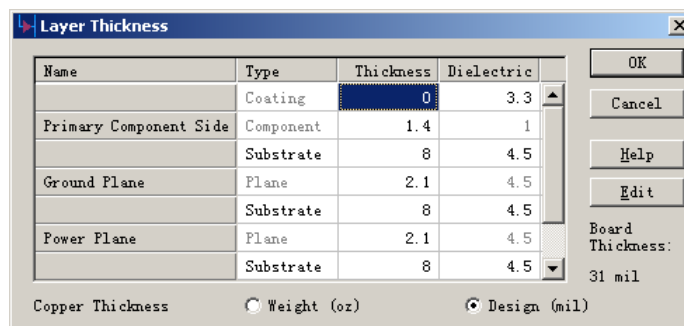 Layer Thickness
Name Type Thickness Dielectric
Coating 0 3.3
Primary Component Side Component 1.4 1
Substrate 8 4.5
Ground Plane Plane 2.1 4.5
Substrate 8 4.5
Power Plane Plane 2.1 4.5
Substrate 8 4.5
Copper Thickness Weight (oz) Design (mil)
OK
Cancel
Help
Edit
Board
Thickness:
31 mil